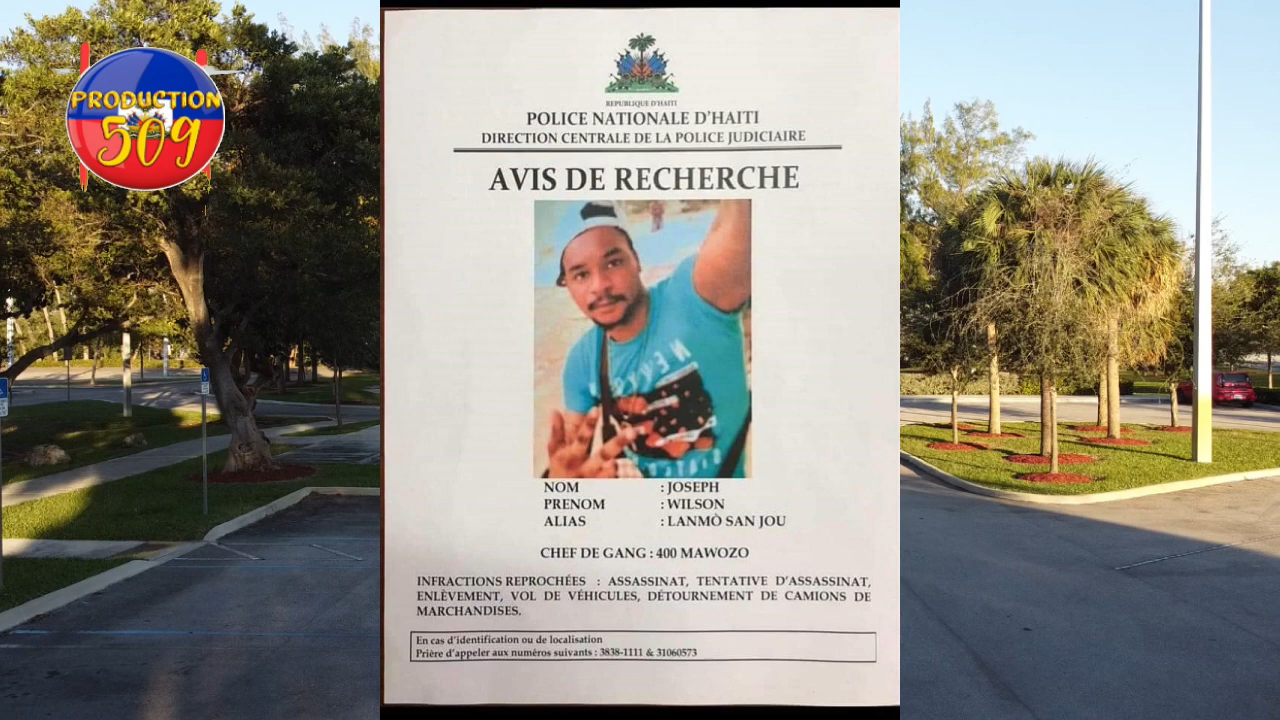 PRODUCTION
509
REPUBLIQUE D'HAITI
POLICE NATIONALE D'HAITI
DIRECTION CENTRALE DE LA POLICE JUDICIAIRE
AVIS DE RECHERCHE
NOM : JOSEPH
PRENOM : WILSON
ALIAS : LANMÒ SAN JOU
CHEF DE GANG : 400 MAWOZO
INFRACTIONS REPROCHÉES : ASSASSINAT, TENTATIVE D'ASSASSINAT,
ENLÈVEMENT, VOL DE VÉHICULES, DÉTOURNEMENT DE CAMIONS DE
MARCHANDISES.
En cas d'identification ou de localisation
Prière d'appeler aux numéros suivants : 3838-1111 & 31060573